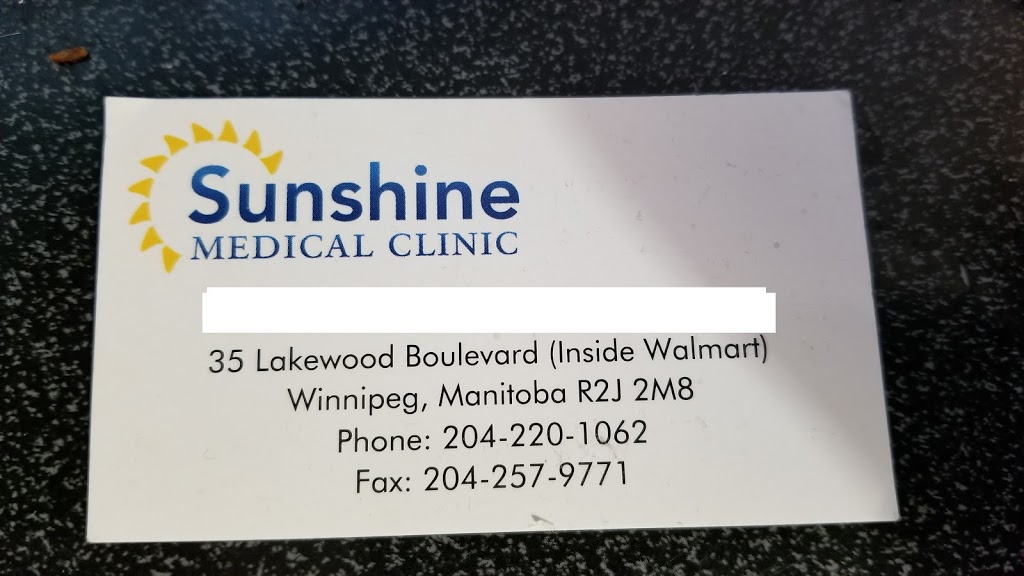 Sunshine
MEDICAL CLINIC
35 Lakewood Boulevard (Inside Walmart)
Winnipeg, Manitoba R2J 2M8
Phone: 204-220-1062
Fax: 204-257-9771